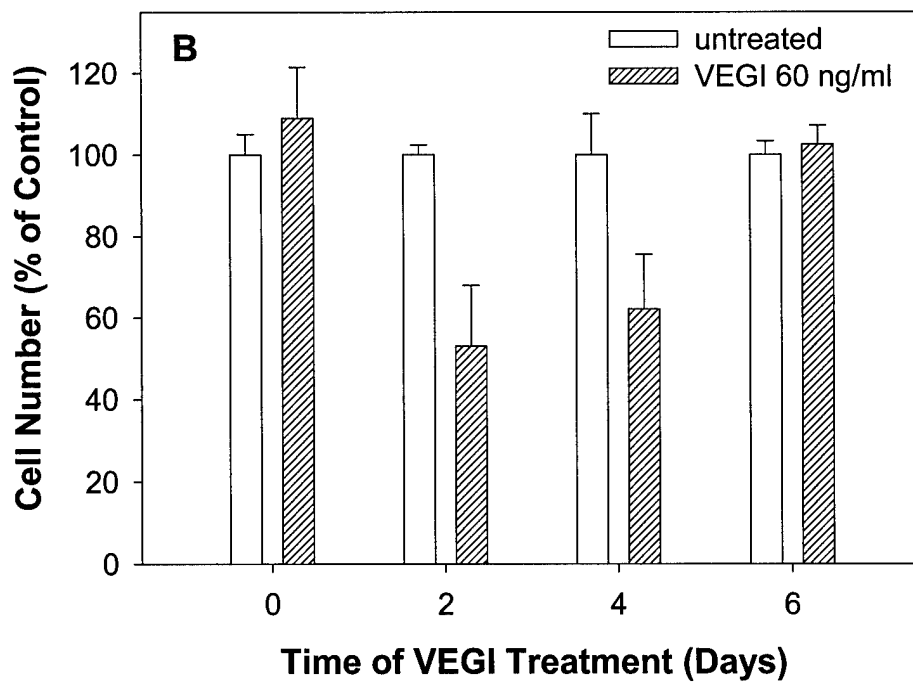 B
untreated
VEGI 60 ng/ml
Cell Number (% of Control)
120
100
80
60
40
20
0
0 2 4 6
Time of VEGI Treatment (Days)